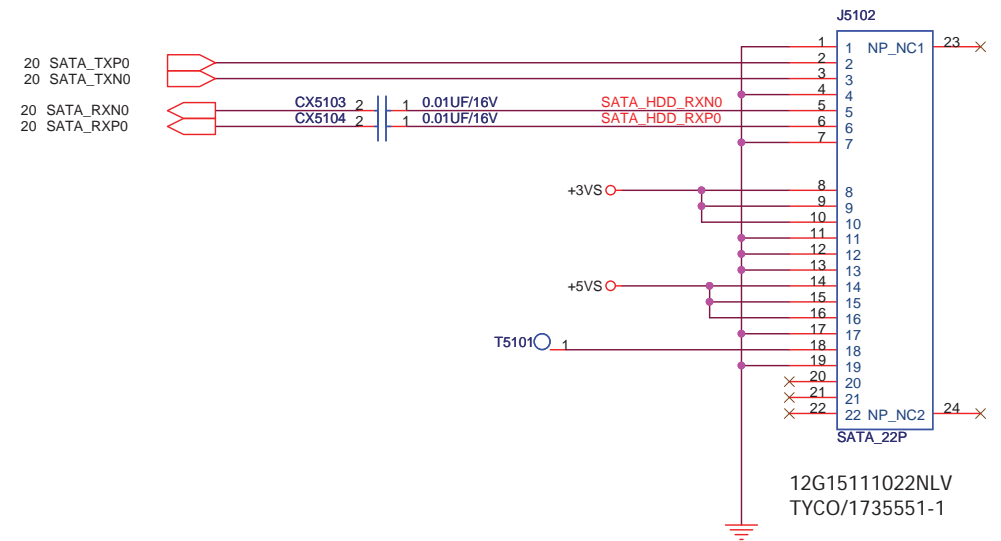 J5102
1 1 NP_NC1 23
20 SATA_TXP0 2 2
20 SATA_TXN0 3 3
4 4
20 SATA_RXN0 CX5103 2 1 0.01UF/16V SATA_HDD_RXN0 5 5
20 SATA_RXP0 CX5104 2 1 0.01UF/16V SATA_HDD_RXP0 6 6
7 7
+3VS 8 8
9 9
10 10
11 11
12 12
13 13
+5VS 14 14
15 15
16 16
17 17
T5101 1 18 18
19 19
20 20
21 21
22 22 NP_NC2 24
SATA_22P
12G15111022NLV
TYCO/1735551-1